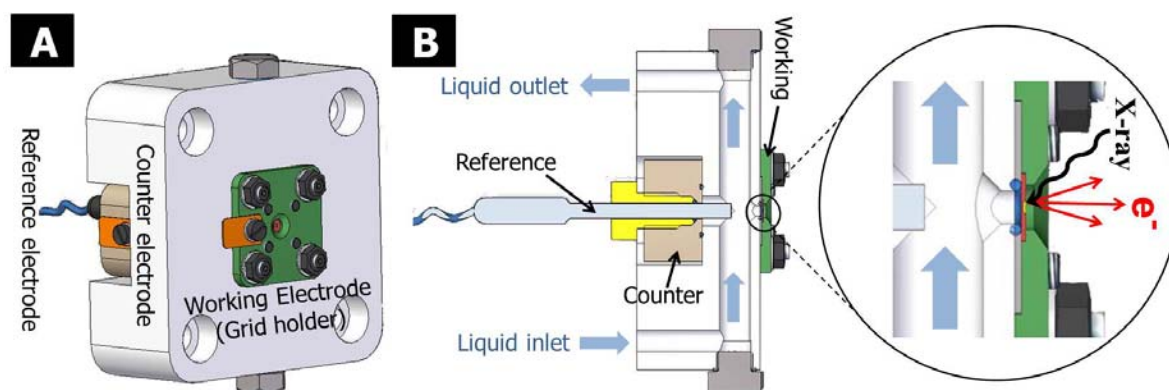 A
Reference electrode
Counter electrode
Working Electrode
(Grid holder)
B
Liquid outlet
Working
Reference
Counter
Liquid inlet
X-ray
e-